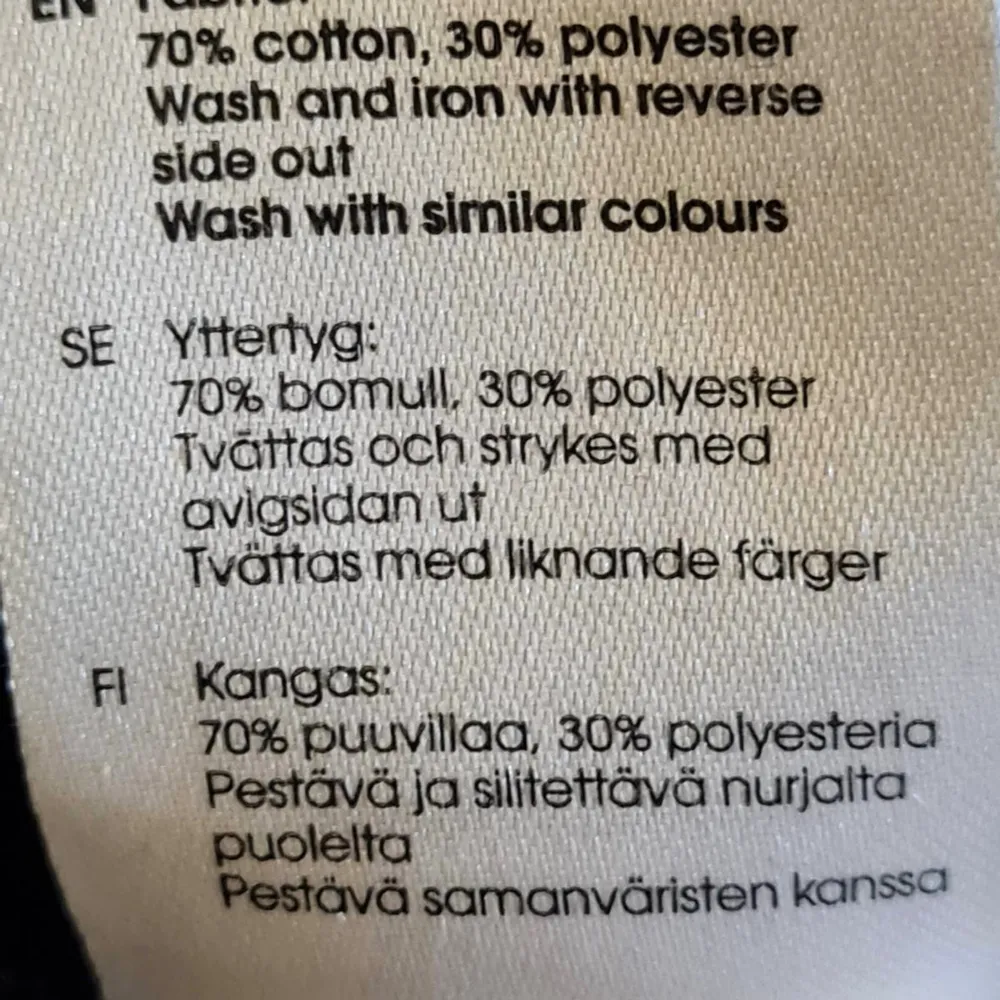 EN
70% cotton, 30% polyester
Wash and iron with reverse
side out
Wash with similar colours
SE Yttertyg:
70% bomull, 30% polyester
Tvättas och strykes med
avigsidan ut
Tvättas med liknande färger
FI Kangas:
70% puuvillaa, 30% polyesteria
Pestävä ja silitettävä nurjalta
puolelta
Pestävä samanväristen kanssa